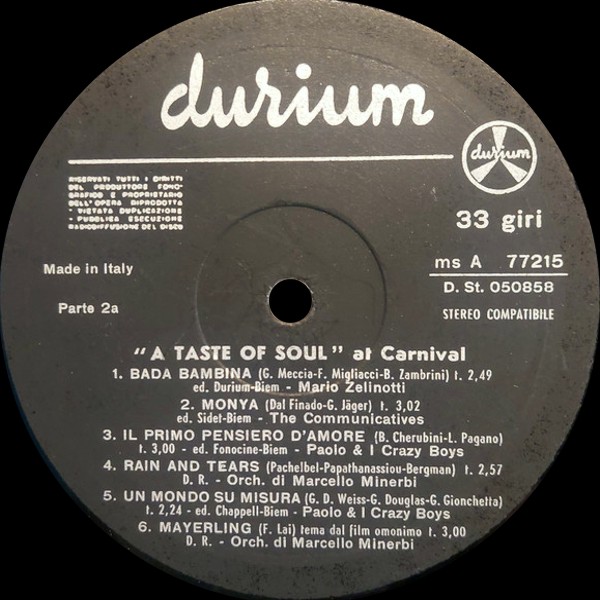 durium
durium
RISERVATI TUTTI I DIRITTI
DEL PRODUTTORE FONO-
GRAFICO E PROPRIETARIO
DELL'OPERA RIPRODOTTA
- VIETATA DUPLICAZIONE
- PUBBLICA ESECUZIONE
RADIODIFFUSIONE DEL DISCO
33 giri
Made in Italy
ms A 77215
D. St. 050858
Parte 2a
STEREO COMPATIBILE
"A TASTE OF SOUL" at Carnival
1. BADA BAMBINA (G. Meccia-F. Migliacci-B. Zambrini) t. 2,49
ed. Durium-Biem - Mario Zelinotti
2. MONYA (Dal Finado-G. Jäger) t. 3,02
ed. Sidet-Biem - The Communicatives
3. IL PRIMO PENSIERO D'AMORE (B. Cherubini-L. Pagano)
t. 3,00 - ed. Fonocine-Biem - Paolo & I Crazy Boys
4. RAIN AND TEARS (Pachelbel-Papathanassiou-Bergman) t. 2,57
D. R. - Orch. di Marcello Minerbi
5. UN MONDO SU MISURA (G. D. Weiss-G. Douglas-G. Gionchetta)
t. 2,24 - ed. Chappell-Biem - Paolo & I Crazy Boys
6. MAYERLING (F. Lai) tema dal film omonimo t. 3,00
D. R. - Orch. di Marcello Minerbi